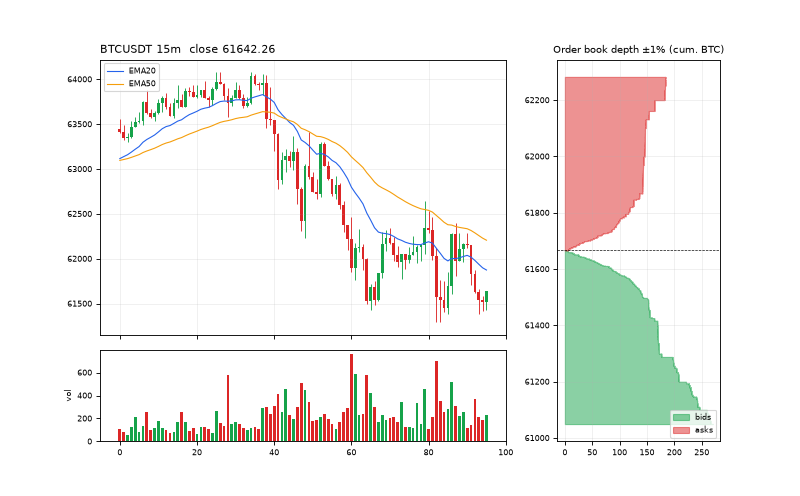 BTCUSDT 15m  close 61642.26
Order book depth ±1% (cum. BTC)
EMA20
EMA50
64000
63500
63000
62500
62000
61500
62200
62000
61800
61600
61400
61200
61000
vol
600
400
200
0
0 20 40 60 80 100
0 50 100 150 200 250
bids
asks